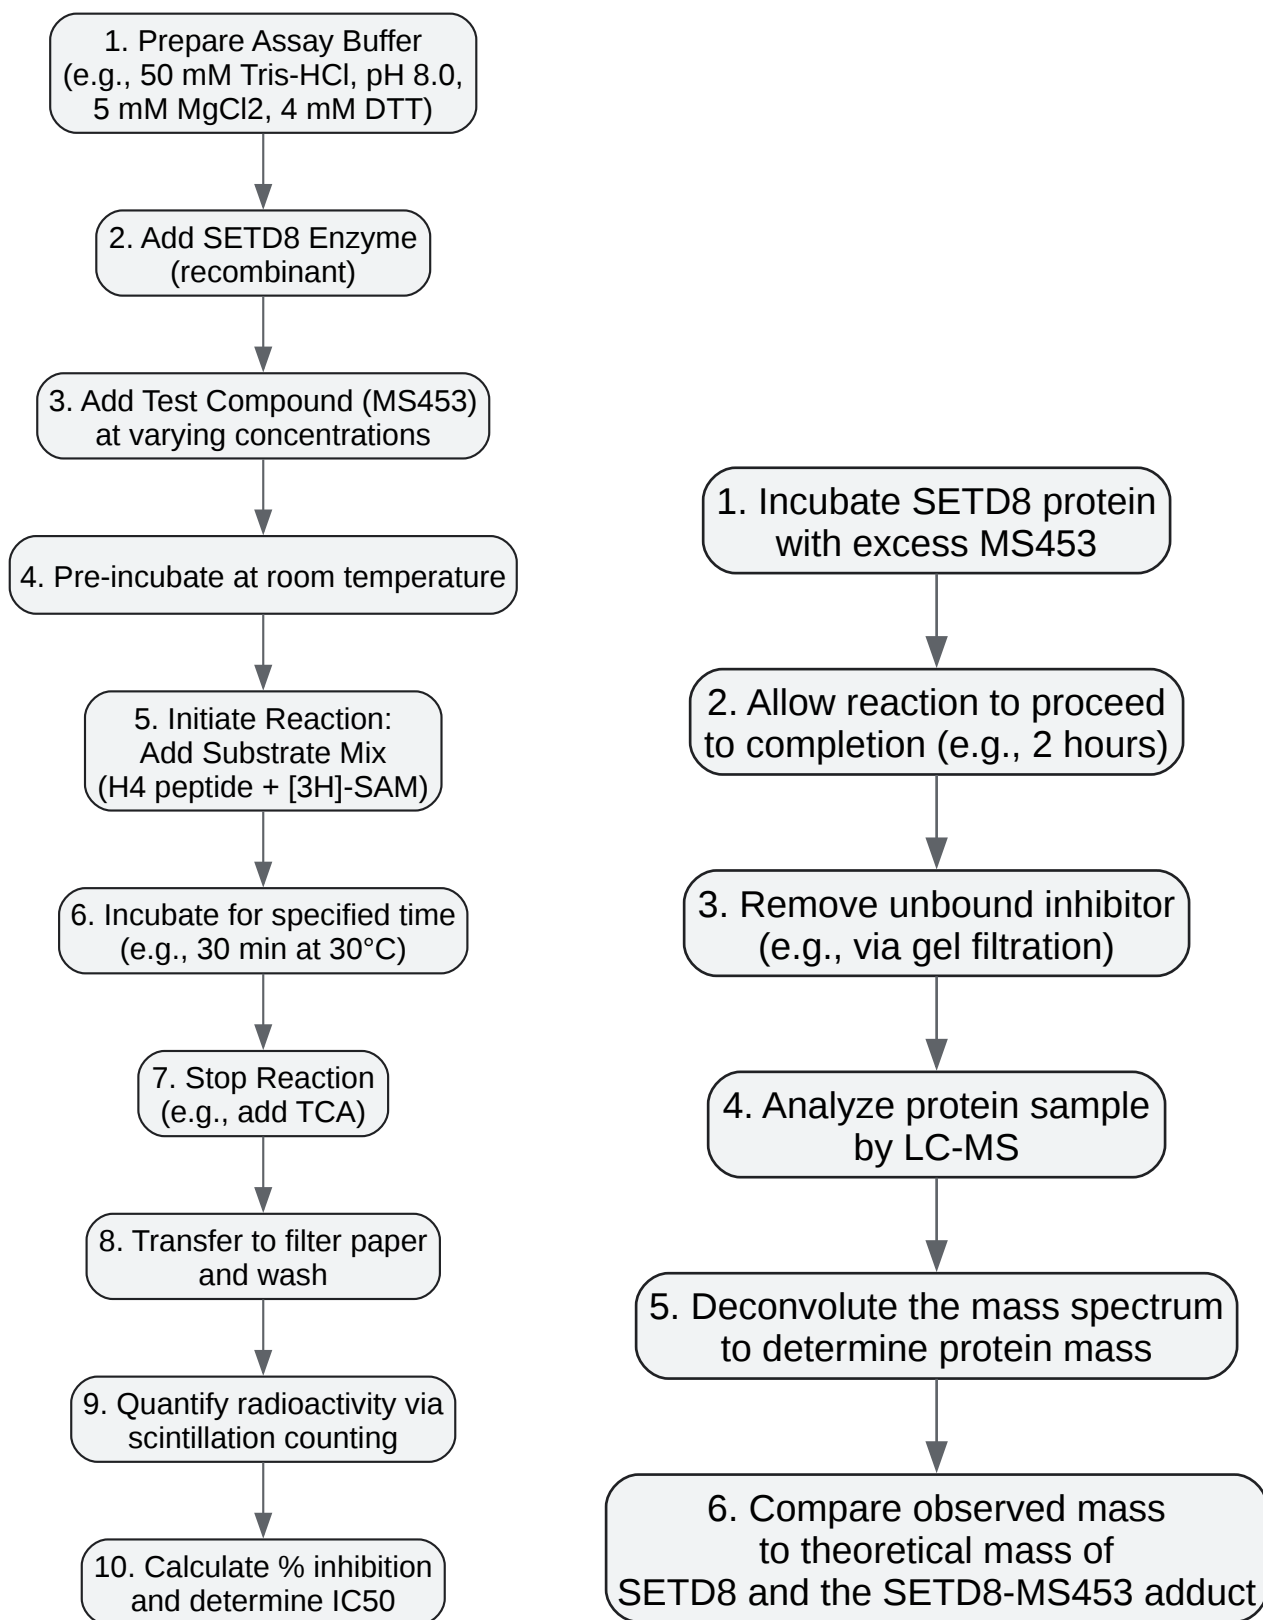 1. Prepare Assay Buffer
(e.g., 50 mM Tris-HCl, pH 8.0,
5 mM MgCl2, 4 mM DTT)
2. Add SETD8 Enzyme
(recombinant)
3. Add Test Compound (MS453)
at varying concentrations
4. Pre-incubate at room temperature
5. Initiate Reaction:
Add Substrate Mix
(H4 peptide + [3H]-SAM)
6. Incubate for specified time
(e.g., 30 min at 30°C)
7. Stop Reaction
(e.g., add TCA)
8. Transfer to filter paper
and wash
9. Quantify radioactivity via
scintillation counting
10. Calculate % inhibition
and determine IC50
1. Incubate SETD8 protein
with excess MS453
2. Allow reaction to proceed
to completion (e.g., 2 hours)
3. Remove unbound inhibitor
(e.g., via gel filtration)
4. Analyze protein sample
by LC-MS
5. Deconvolute the mass spectrum
to determine protein mass
6. Compare observed mass
to theoretical mass of
SETD8 and the SETD8-MS453 adduct